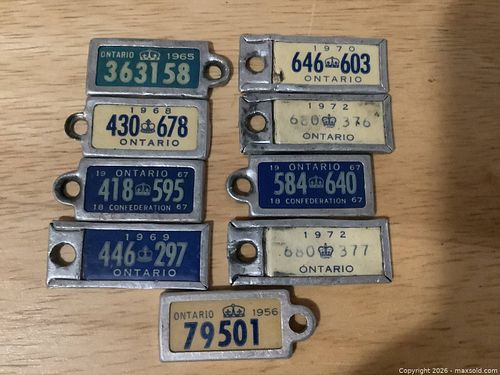 ONTARIO 1965
363158
1968
430 678
ONTARIO
19 ONTARIO 67
418 595
18 CONFEDERATION 67
1969
446 297
ONTARIO
1970
646 603
ONTARIO
1972
680 376
ONTARIO
19 ONTARIO 67
584 640
18 CONFEDERATION 67
1972
680 377
ONTARIO
ONTARIO 1956
79501
Copyright 2026 - maxsold.com